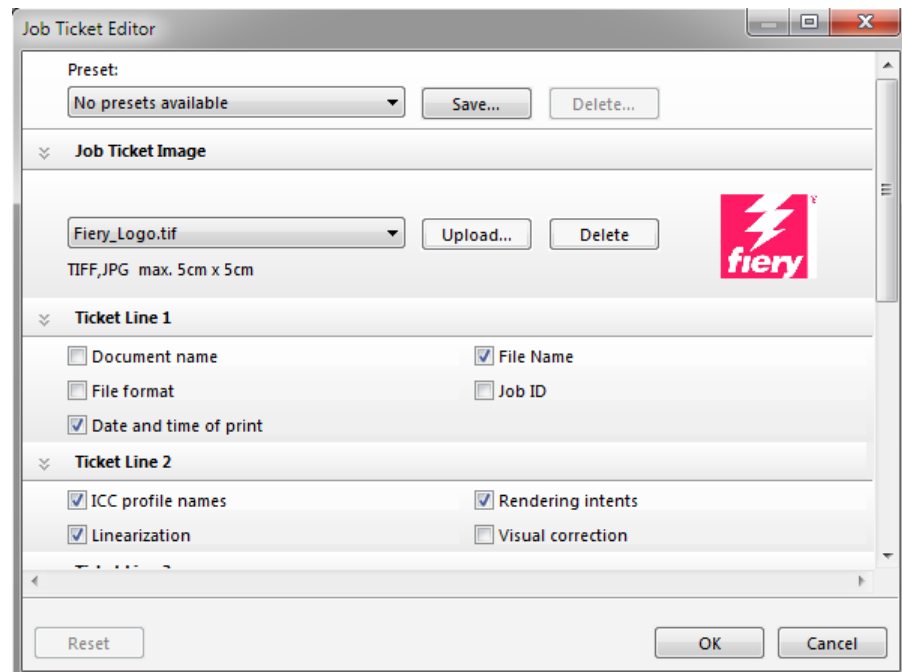 Job Ticket Editor
Preset:
No presets available Save... Delete...
Job Ticket Image
Fiery_Logo.tif Upload... Delete
fiery
TIFF,JPG max. 5cm x 5cm
Ticket Line 1
Document name File Name
File format Job ID
Date and time of print
Ticket Line 2
ICC profile names Rendering intents
Linearization Visual correction
Reset OK Cancel